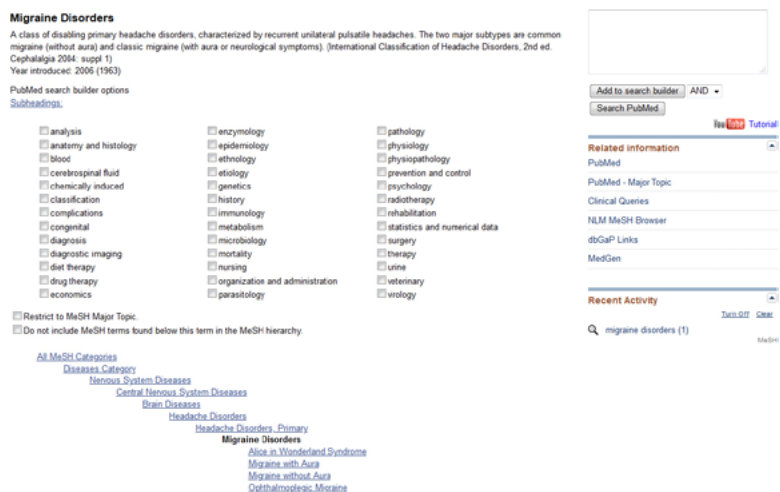 Migraine Disorders
A class of disabling primary headache disorders, characterized by recurrent unilateral pulsatile headaches. The two major subtypes are common
migraine (without aura) and classic migraine (with aura or neurological symptoms). (International Classification of Headache Disorders, 2nd ed.
Cephalalgia 2004: suppl 1)
Year introduced: 2006 (1963)
PubMed search builder options
Subheadings:
analysis
anatomy and histology
blood
cerebrospinal fluid
chemically induced
classification
complications
congenital
diagnosis
diagnostic imaging
diet therapy
drug therapy
economics
enzymology
epidemiology
ethnology
etiology
genetics
history
immunology
metabolism
microbiology
mortality
nursing
organization and administration
parasitology
pathology
physiology
physiopathology
prevention and control
psychology
radiotherapy
rehabilitation
statistics and numerical data
surgery
therapy
urine
veterinary
virology
Restrict to MeSH Major Topic.
Do not include MeSH terms found below this term in the MeSH hierarchy.
All MeSH Categories
Diseases Category
Nervous System Diseases
Central Nervous System Diseases
Brain Diseases
Headache Disorders
Headache Disorders, Primary
Migraine Disorders
Alice in Wonderland Syndrome
Migraine with Aura
Migraine without Aura
Ophthalmoplegic Migraine
Add to search builder AND
Search PubMed
YouTube Tutorial
Related information
PubMed
PubMed - Major Topic
Clinical Queries
NLM MeSH Browser
dbGaP Links
MedGen
Recent Activity
Turn Off Clear
migraine disorders (1)
MeSH